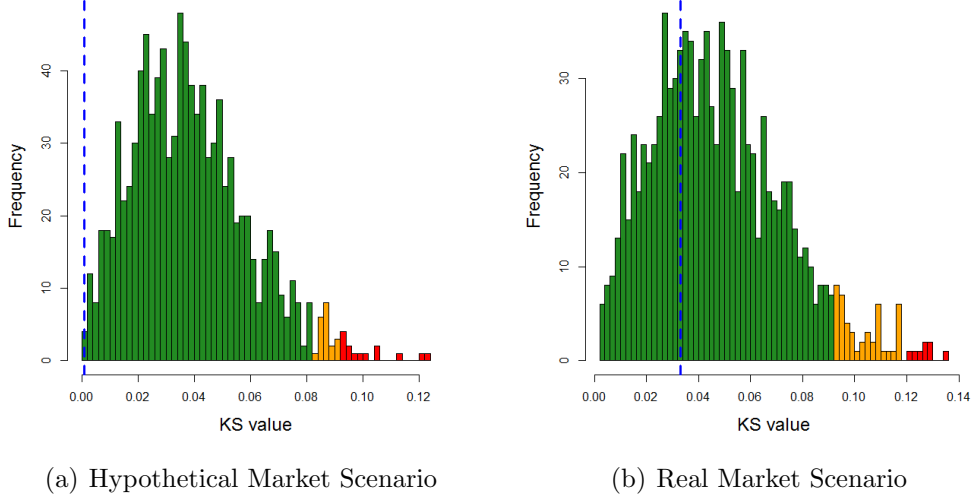 Frequency
0 10 20 30 40
0.00 0.02 0.04 0.06 0.08 0.10 0.12
KS value
(a) Hypothetical Market Scenario
Frequency
0 10 20 30
0.00 0.02 0.04 0.06 0.08 0.10 0.12 0.14
KS value
(b) Real Market Scenario